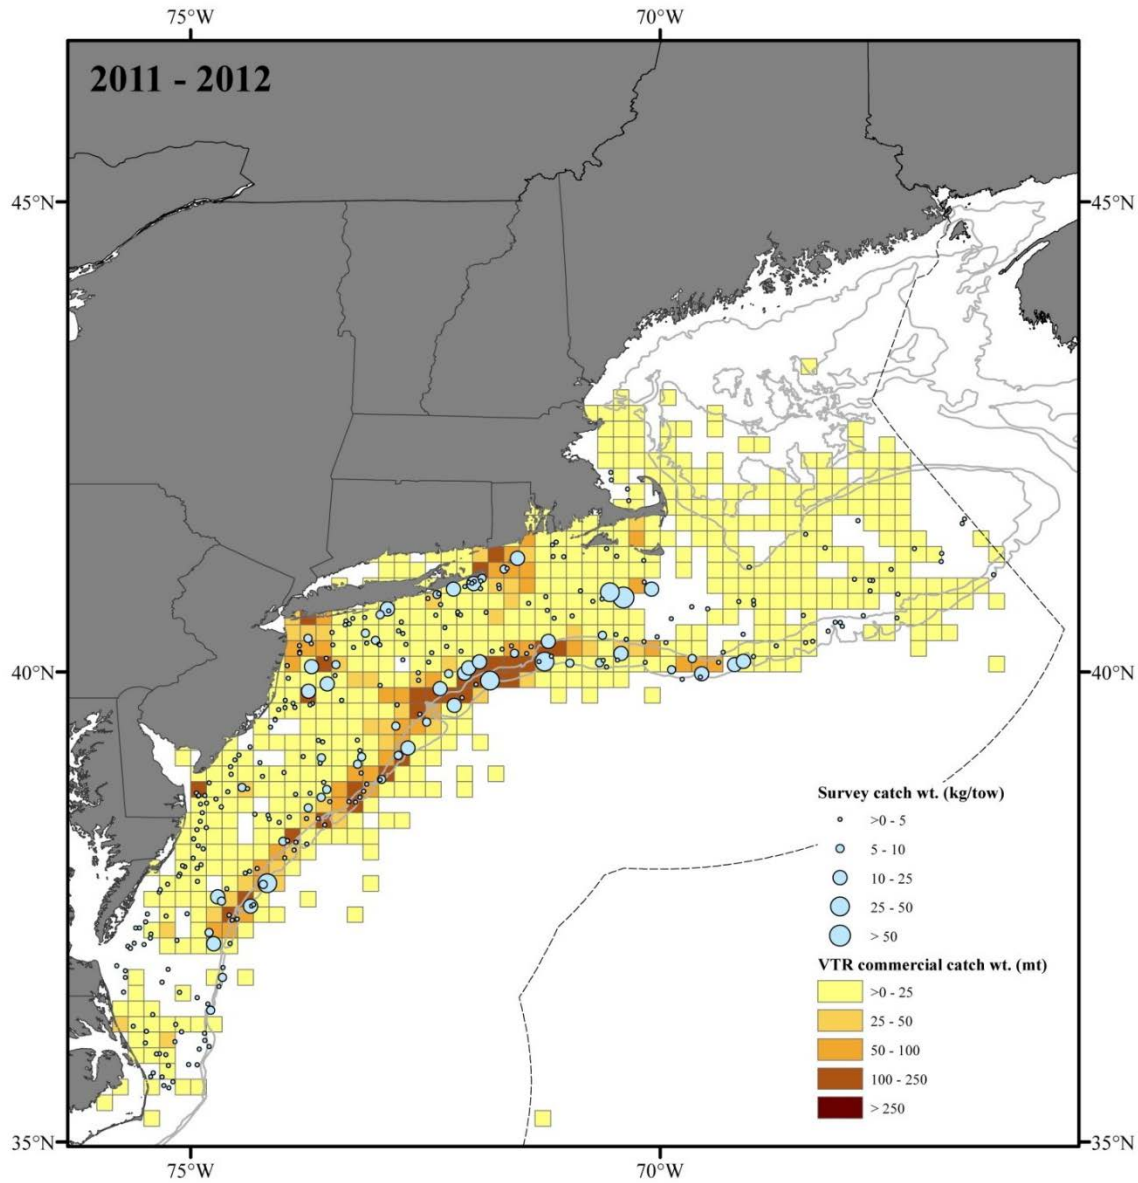 75°W 70°W
2011 - 2012
45°N 45°N
40°N 40°N
Survey catch wt. (kg/tow)
>0 - 5
5 - 10
10 - 25
25 - 50
> 50
VTR commercial catch wt. (mt)
>0 - 25
25 - 50
50 - 100
100 - 250
> 250
35°N 35°N
75°W 70°W